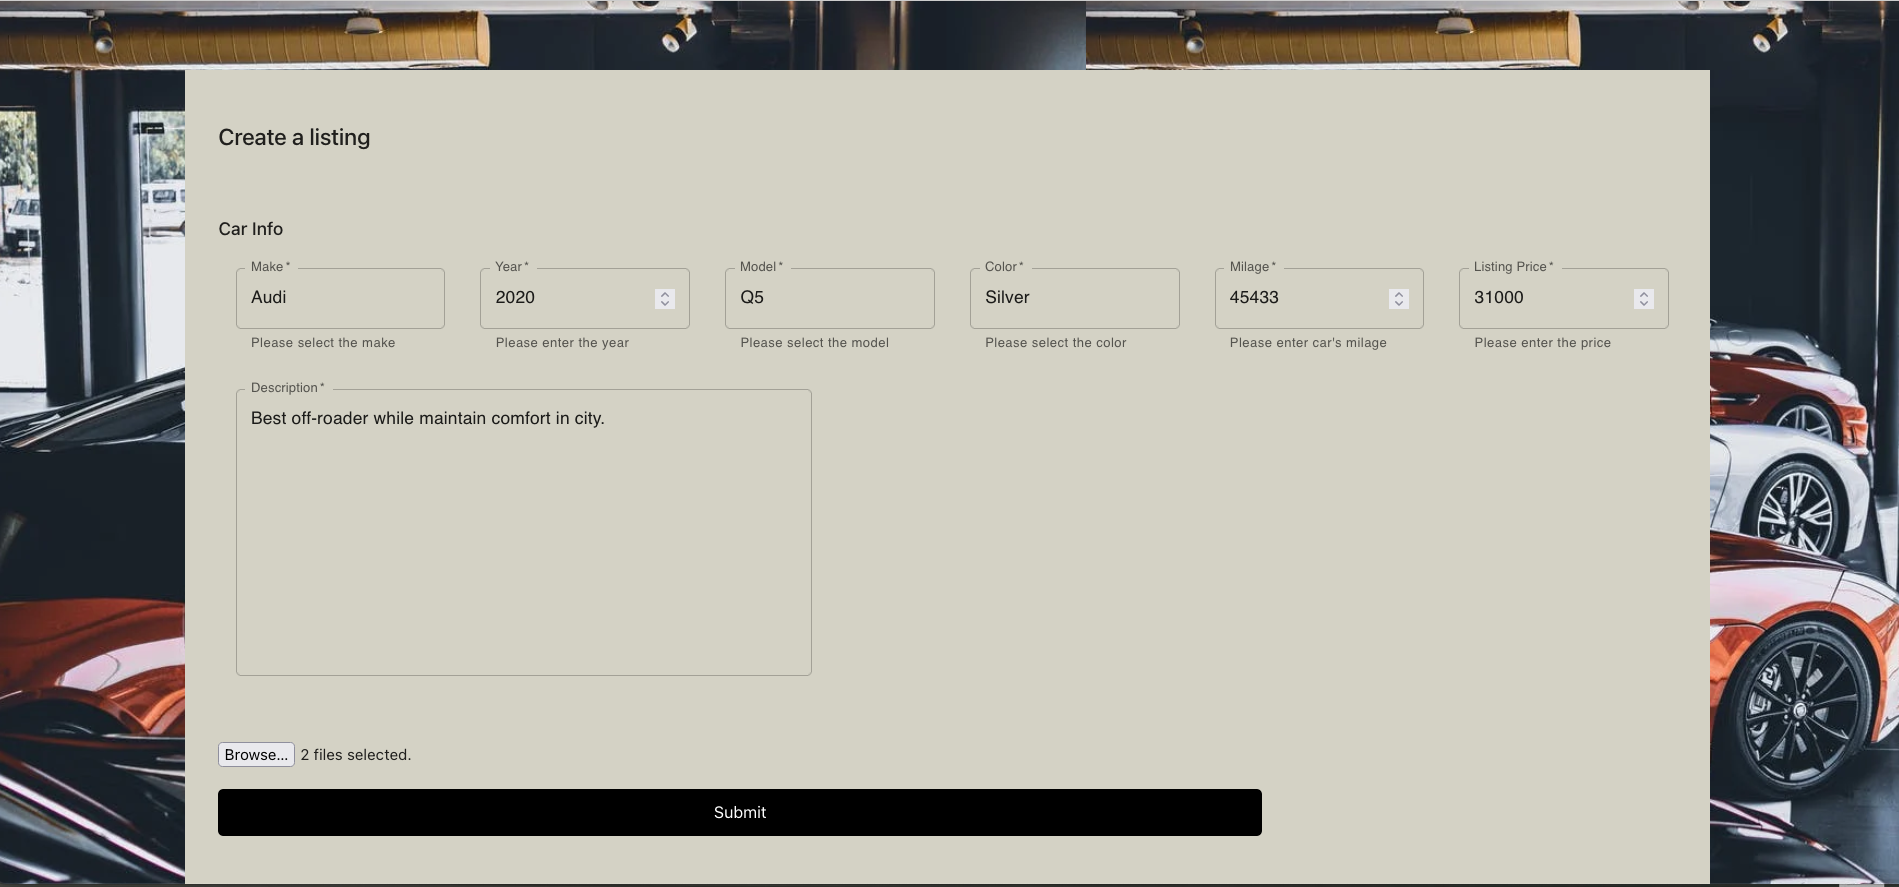 Create a listing
Car Info
Make * Year * Model * Color * Milage * Listing Price *
Audi 2020 Q5 Silver 45433 31000
Please select the make Please enter the year Please select the model Please select the color Please enter car's milage Please enter the price
Description *
Best off-roader while maintain comfort in city.
Browse... 2 files selected.
Submit